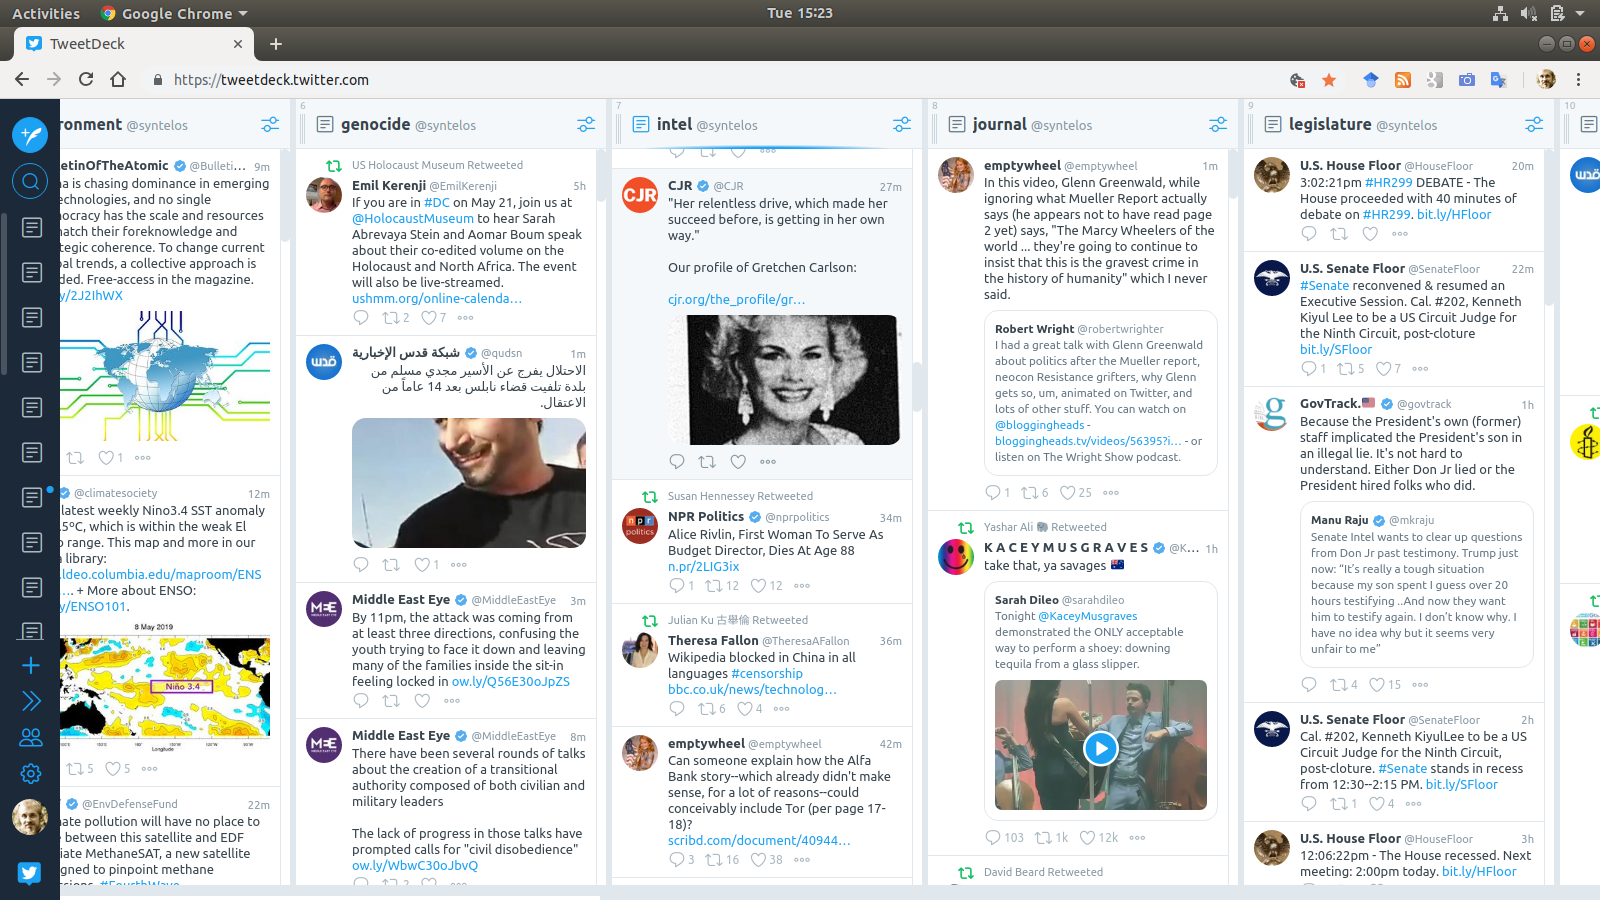 Activities
Google Chrome
Tue 15:23
TweetDeck
https://tweetdeck.twitter.com
ronment @syntelos
etinOfTheAtomic @Bulleti… 9m
na is chasing dominance in emerging
echnologies, and no single
nocracy has the scale and resources
natch their foreknowledge and
tegic coherence. To change current
bal trends, a collective approach is
ded. Free-access in the magazine.
y/2J2IhWX
1
@climatesociety 12m
latest weekly Nino3.4 SST anomaly
.5ºC, which is within the weak El
o range. This map and more in our
library:
.ldeo.columbia.edu/maproom/ENS
… + More about ENSO:
y/ENSO101.
8 May 2019
Niño 3.4
Longitude
5 5
@EnvDefenseFund 22m
nate pollution will have no place to
between this satellite and EDF
iate MethaneSAT, a new satellite
igned to pinpoint methane
ssions. #FourthWave
6
genocide @syntelos
US Holocaust Museum Retweeted
Emil Kerenji @EmilKerenji 5h
If you are in #DC on May 21, join us at
@HolocaustMuseum to hear Sarah
Abrevaya Stein and Aomar Boum speak
about their co-edited volume on the
Holocaust and North Africa. The event
will also be live-streamed.
ushmm.org/online-calenda…
2 7
قدس
شبكة قدس الإخبارية @qudsn 1m
الاحتلال يفرج عن الأسير مجدي مسلم من
بلدة تلفيت قضاء نابلس بعد 14 عاماً من
الاعتقال.
1
MEE
Middle East Eye @MiddleEastEye 3m
By 11pm, the attack was coming from
at least three directions, confusing the
youth trying to face it down and leaving
many of the families inside the sit-in
feeling locked in ow.ly/Q56E30oJpZS
MEE
Middle East Eye @MiddleEastEye 8m
There have been several rounds of talks
about the creation of a transitional
authority composed of both civilian and
military leaders
The lack of progress in those talks have
prompted calls for "civil disobedience"
ow.ly/WbwC30oJbvQ
2
7
intel @syntelos
CJR
CJR @CJR 27m
"Her relentless drive, which made her
succeed before, is getting in her own
way."
Our profile of Gretchen Carlson:
cjr.org/the_profile/gr…
Susan Hennessey Retweeted
npr
politics
NPR Politics @nprpolitics 34m
Alice Rivlin, First Woman To Serve As
Budget Director, Dies At Age 88
n.pr/2LIG3ix
1 12 12
Julian Ku 古舉倫 Retweeted
Theresa Fallon @TheresaAFallon 36m
Wikipedia blocked in China in all
languages #censorship
bbc.co.uk/news/technolog…
6 4
emptywheel @emptywheel 42m
Can someone explain how the Alfa
Bank story--which already didn't make
sense, for a lot of reasons--could
conceivably include Tor (per page 17-
18)?
scribd.com/document/40944…
3 16 38
8
journal @syntelos
emptywheel @emptywheel 1m
In this video, Glenn Greenwald, while
ignoring what Mueller Report actually
says (he appears not to have read page
2 yet) says, "The Marcy Wheelers of the
world ... they're going to continue to
insist that this is the gravest crime in
the history of humanity" which I never
said.
Robert Wright @robertwrighter
I had a great talk with Glenn Greenwald
about politics after the Mueller report,
neocon Resistance grifters, why Glenn
gets so, um, animated on Twitter, and
lots of other stuff. You can watch on
@bloggingheads -
bloggingheads.tv/videos/56395?i… - or
listen on The Wright Show podcast.
1 6 25
Yashar Ali 🐘 Retweeted
K A C E Y M U S G R A V E S @K… 1h
take that, ya savages 🇦🇺
Sarah Dileo @sarahdileo
Tonight @KaceyMusgraves
demonstrated the ONLY acceptable
way to perform a shoey: downing
tequila from a glass slipper.
103 1k 12k
David Beard Retweeted
9
legislature @syntelos
U.S. House Floor @HouseFloor 20m
3:02:21pm #HR299 DEBATE - The
House proceeded with 40 minutes of
debate on #HR299. bit.ly/HFloor
U.S. Senate Floor @SenateFloor 22m
#Senate reconvened & resumed an
Executive Session. Cal. #202, Kenneth
Kiyul Lee to be a US Circuit Judge for
the Ninth Circuit, post-cloture
bit.ly/SFloor
1 5 7
GovTrack.🇺🇸 @govtrack 1h
Because the President's own (former)
staff implicated the President's son in
an illegal lie. It's not hard to
understand. Either Don Jr lied or the
President hired folks who did.
Manu Raju @mkraju
Senate Intel wants to clear up questions
from Don Jr past testimony. Trump just
now: “It’s really a tough situation
because my son spent I guess over 20
hours testifying ..And now they want
him to testify again. I don’t know why. I
have no idea why but it seems very
unfair to me”
4 15
U.S. Senate Floor @SenateFloor 2h
Cal. #202, Kenneth KiyulLee to be a US
Circuit Judge for the Ninth Circuit,
post-cloture. #Senate stands in recess
from 12:30--2:15 PM. bit.ly/SFloor
1 4
U.S. House Floor @HouseFloor 3h
12:06:22pm - The House recessed. Next
meeting: 2:00pm today. bit.ly/HFloor
10
قدس